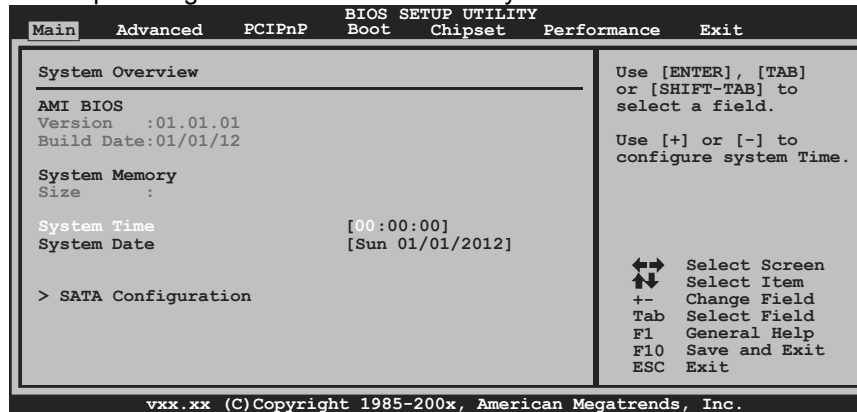 BIOS SETUP UTILITY
Main Advanced PCIPnP Boot Chipset Performance Exit
System Overview
AMI BIOS
Version :01.01.01
Build Date:01/01/12
System Memory
Size :
System Time [00:00:00]
System Date [Sun 01/01/2012]
> SATA Configuration
Use [ENTER], [TAB]
or [SHIFT-TAB] to
select a field.
Use [+] or [-] to
configure system Time.
Select Screen
Select Item
+- Change Field
Tab Select Field
F1 General Help
F10 Save and Exit
ESC Exit
vxx.xx (C)Copyright 1985-200x, American Megatrends, Inc.